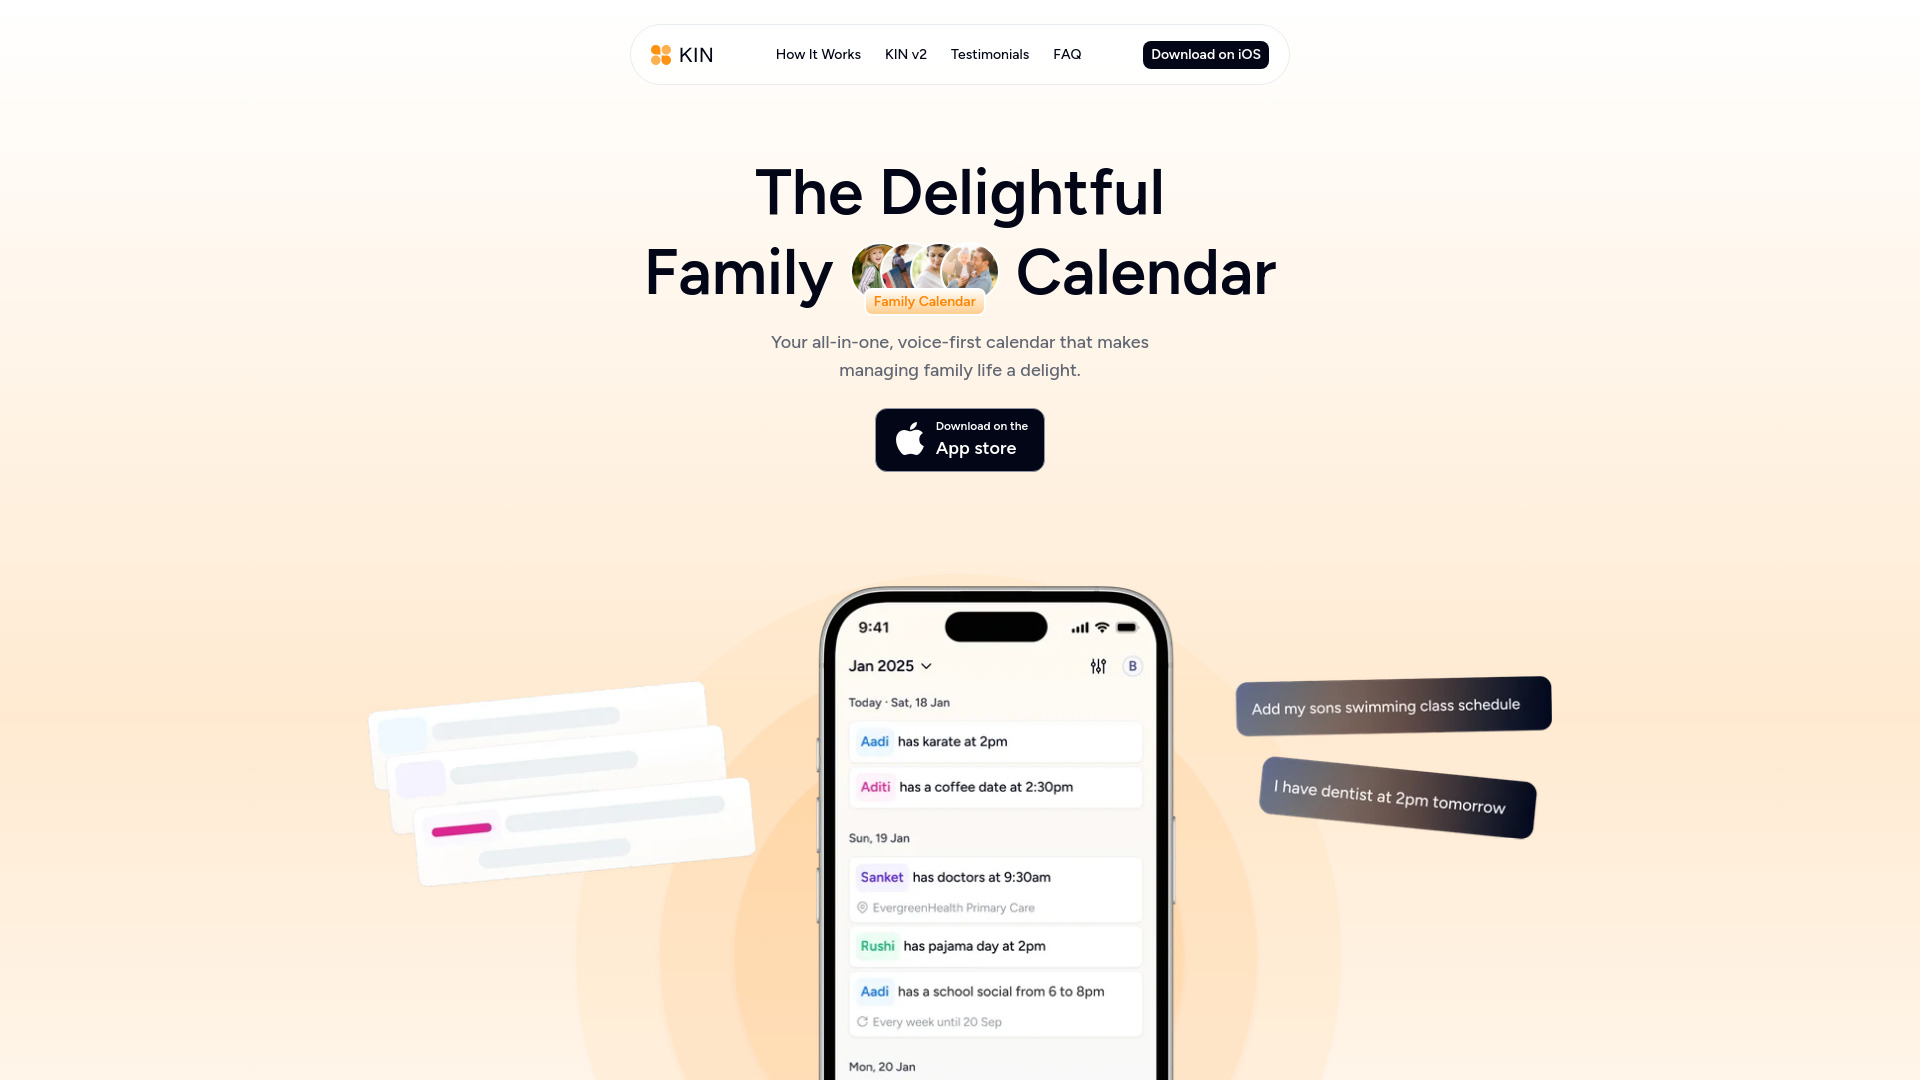 KIN
How It Works
KIN v2
Testimonials
FAQ
Download on iOS
The Delightful
Family Calendar
Family Calendar
Your all-in-one, voice-first calendar that makes
managing family life a delight.
Download on the
App store
9:41
Jan 2025
B
Today · Sat, 18 Jan
Aadi has karate at 2pm
Aditi has a coffee date at 2:30pm
Sun, 19 Jan
Sanket has doctors at 9:30am
EvergreenHealth Primary Care
Rushi has pajama day at 2pm
Aadi has a school social from 6 to 8pm
Every week until 20 Sep
Mon, 20 Jan
Add my sons swimming class schedule
I have dentist at 2pm tomorrow